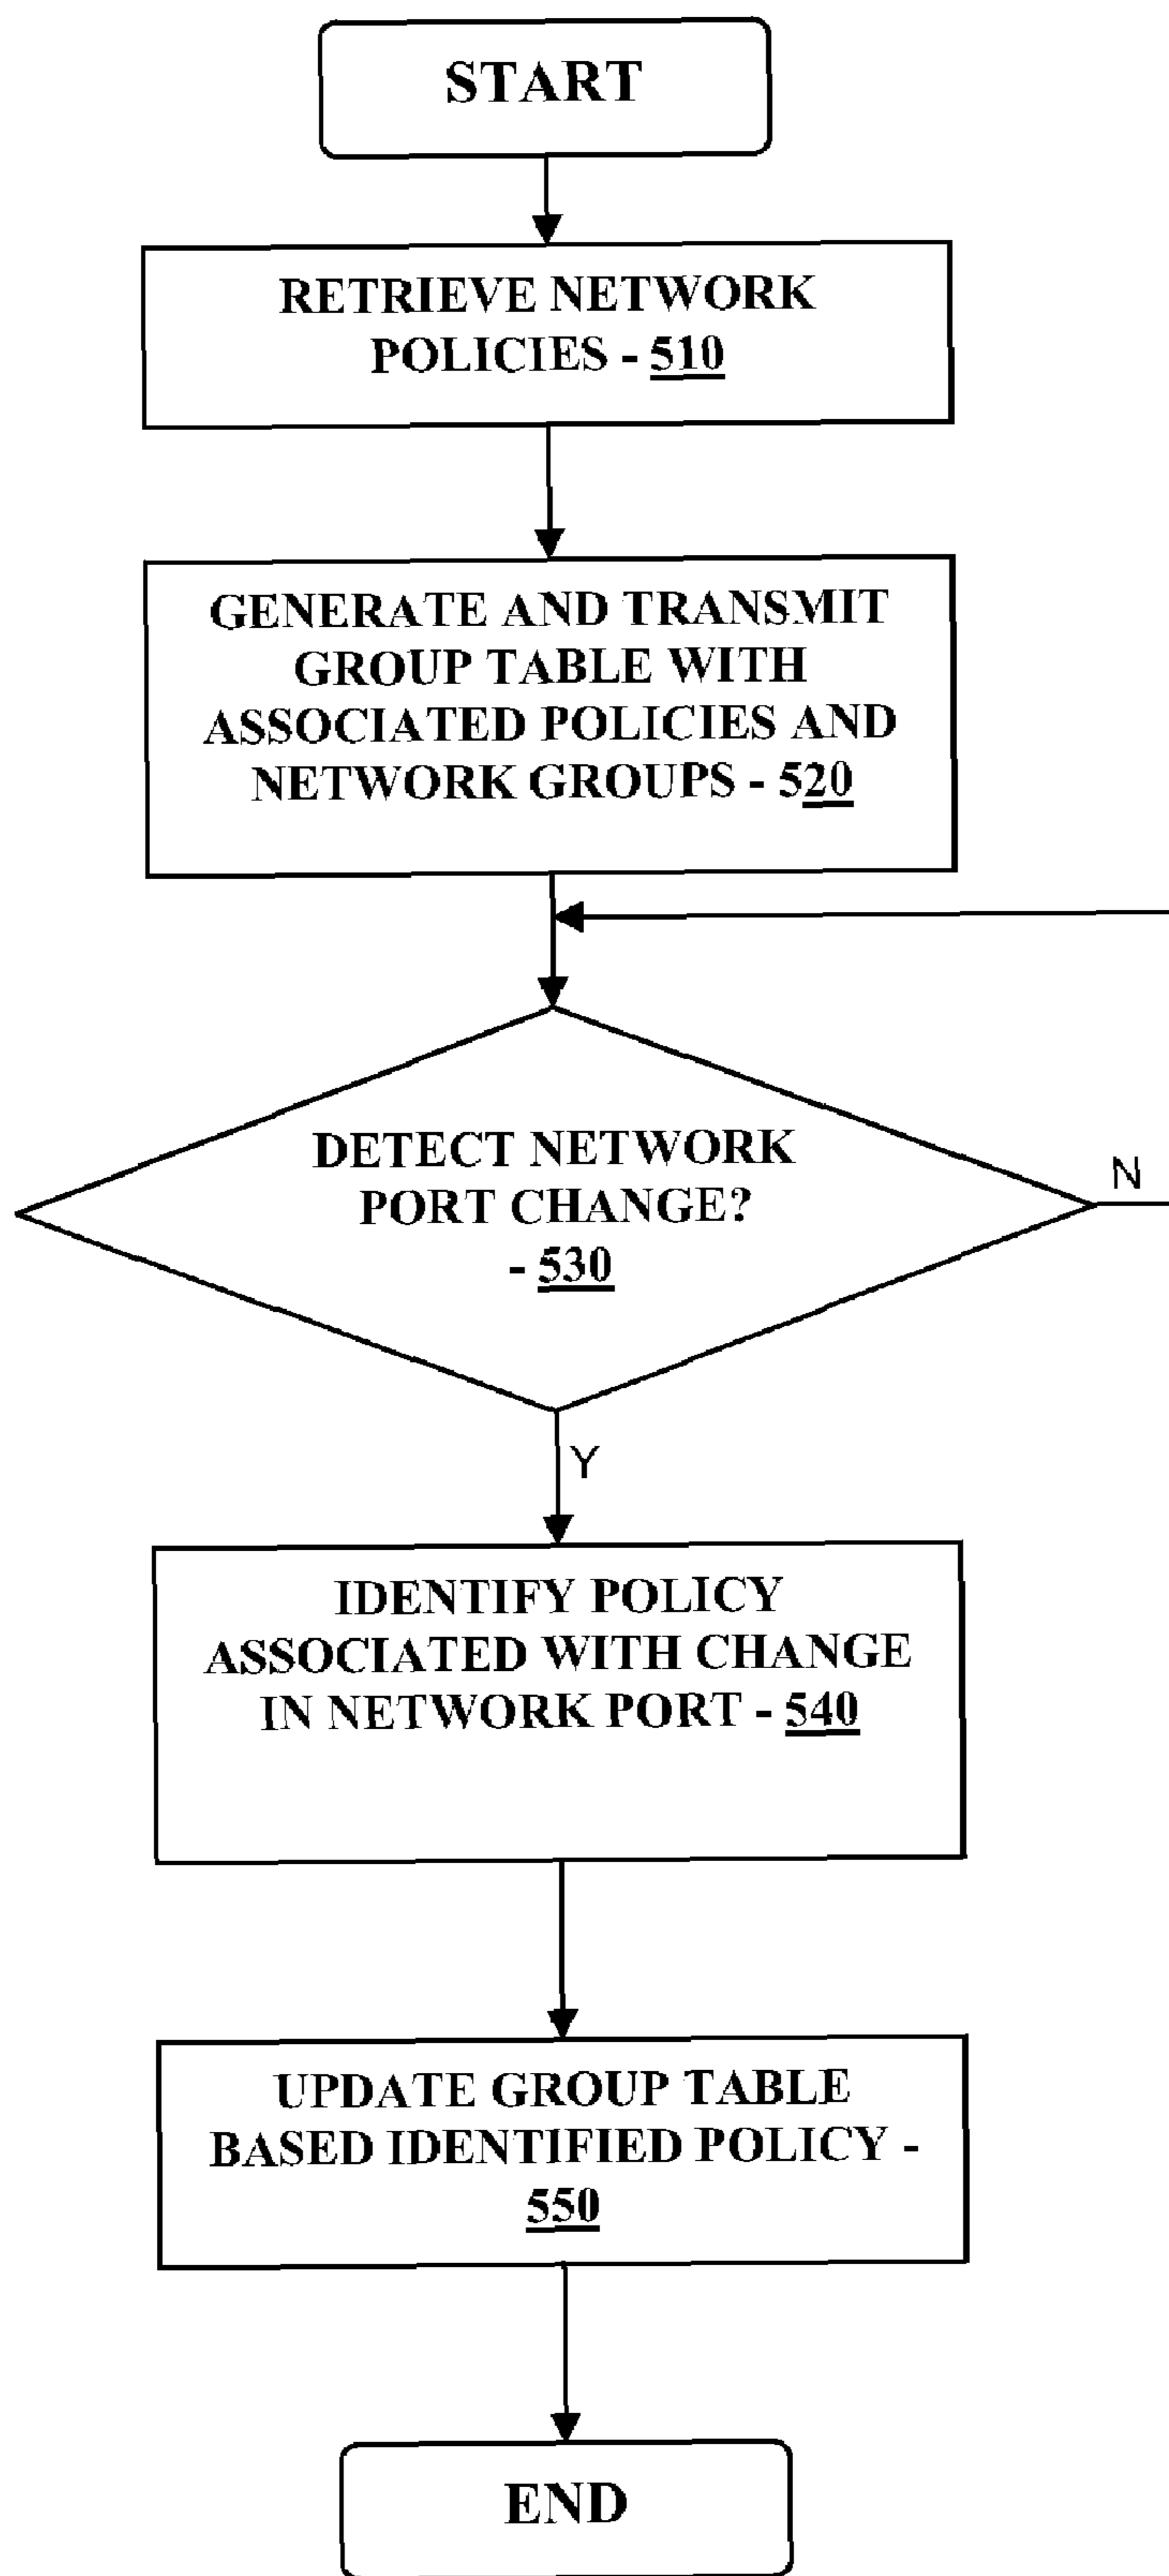 START
RETRIEVE NETWORK
POLICIES - 510
GENERATE AND TRANSMIT
GROUP TABLE WITH
ASSOCIATED POLICIES AND
NETWORK GROUPS - 520
DETECT NETWORK
PORT CHANGE?
- 530
N
Y
IDENTIFY POLICY
ASSOCIATED WITH CHANGE
IN NETWORK PORT - 540
UPDATE GROUP TABLE
BASED IDENTIFIED POLICY -
550
END